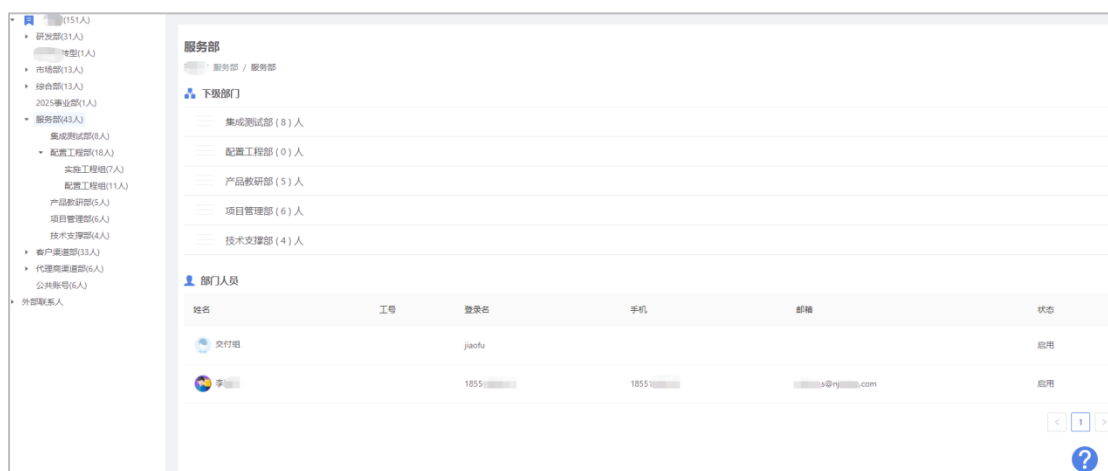 (151人)
研发部(31人)
转型(1人)
市场部(13人)
综合部(13人)
2025事业部(1人)
服务部(43人)
集成测试部(8人)
配置工程部(18人)
实施工程组(7人)
配置工程组(11人)
产品教研部(5人)
项目管理部(6人)
技术支撑部(4人)
客户渠道部(33人)
代理商渠道部(6人)
公共账号(6人)
外部联系人
服务部
/ 服务部 / 服务部
下级部门
集成测试部 ( 8 ) 人
配置工程部 ( 0 ) 人
产品教研部 ( 5 ) 人
项目管理部 ( 6 ) 人
技术支撑部 ( 4 ) 人
部门人员
姓名 工号 登录名 手机 邮箱 状态
交付组 jiaofu 启用
李 1855 1855 s@nj .com 启用
< 1 >
?